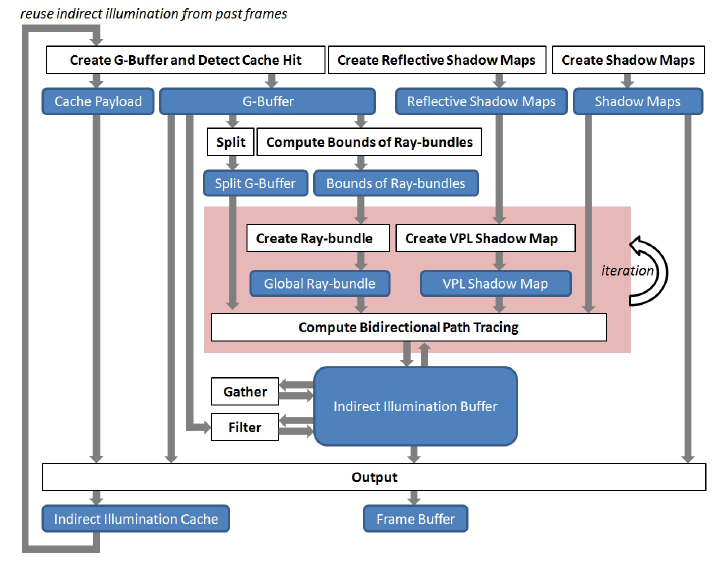 reuse indirect illumination from past frames
Create G-Buffer and Detect Cache Hit
Create Reflective Shadow Maps
Create Shadow Maps
Cache Payload
G-Buffer
Reflective Shadow Maps
Shadow Maps
Split
Compute Bounds of Ray-bundles
Split G-Buffer
Bounds of Ray-bundles
Create Ray-bundle
Create VPL Shadow Map
iteration
Global Ray-bundle
VPL Shadow Map
Compute Bidirectional Path Tracing
Gather
Indirect Illumination Buffer
Filter
Output
Indirect Illumination Cache
Frame Buffer